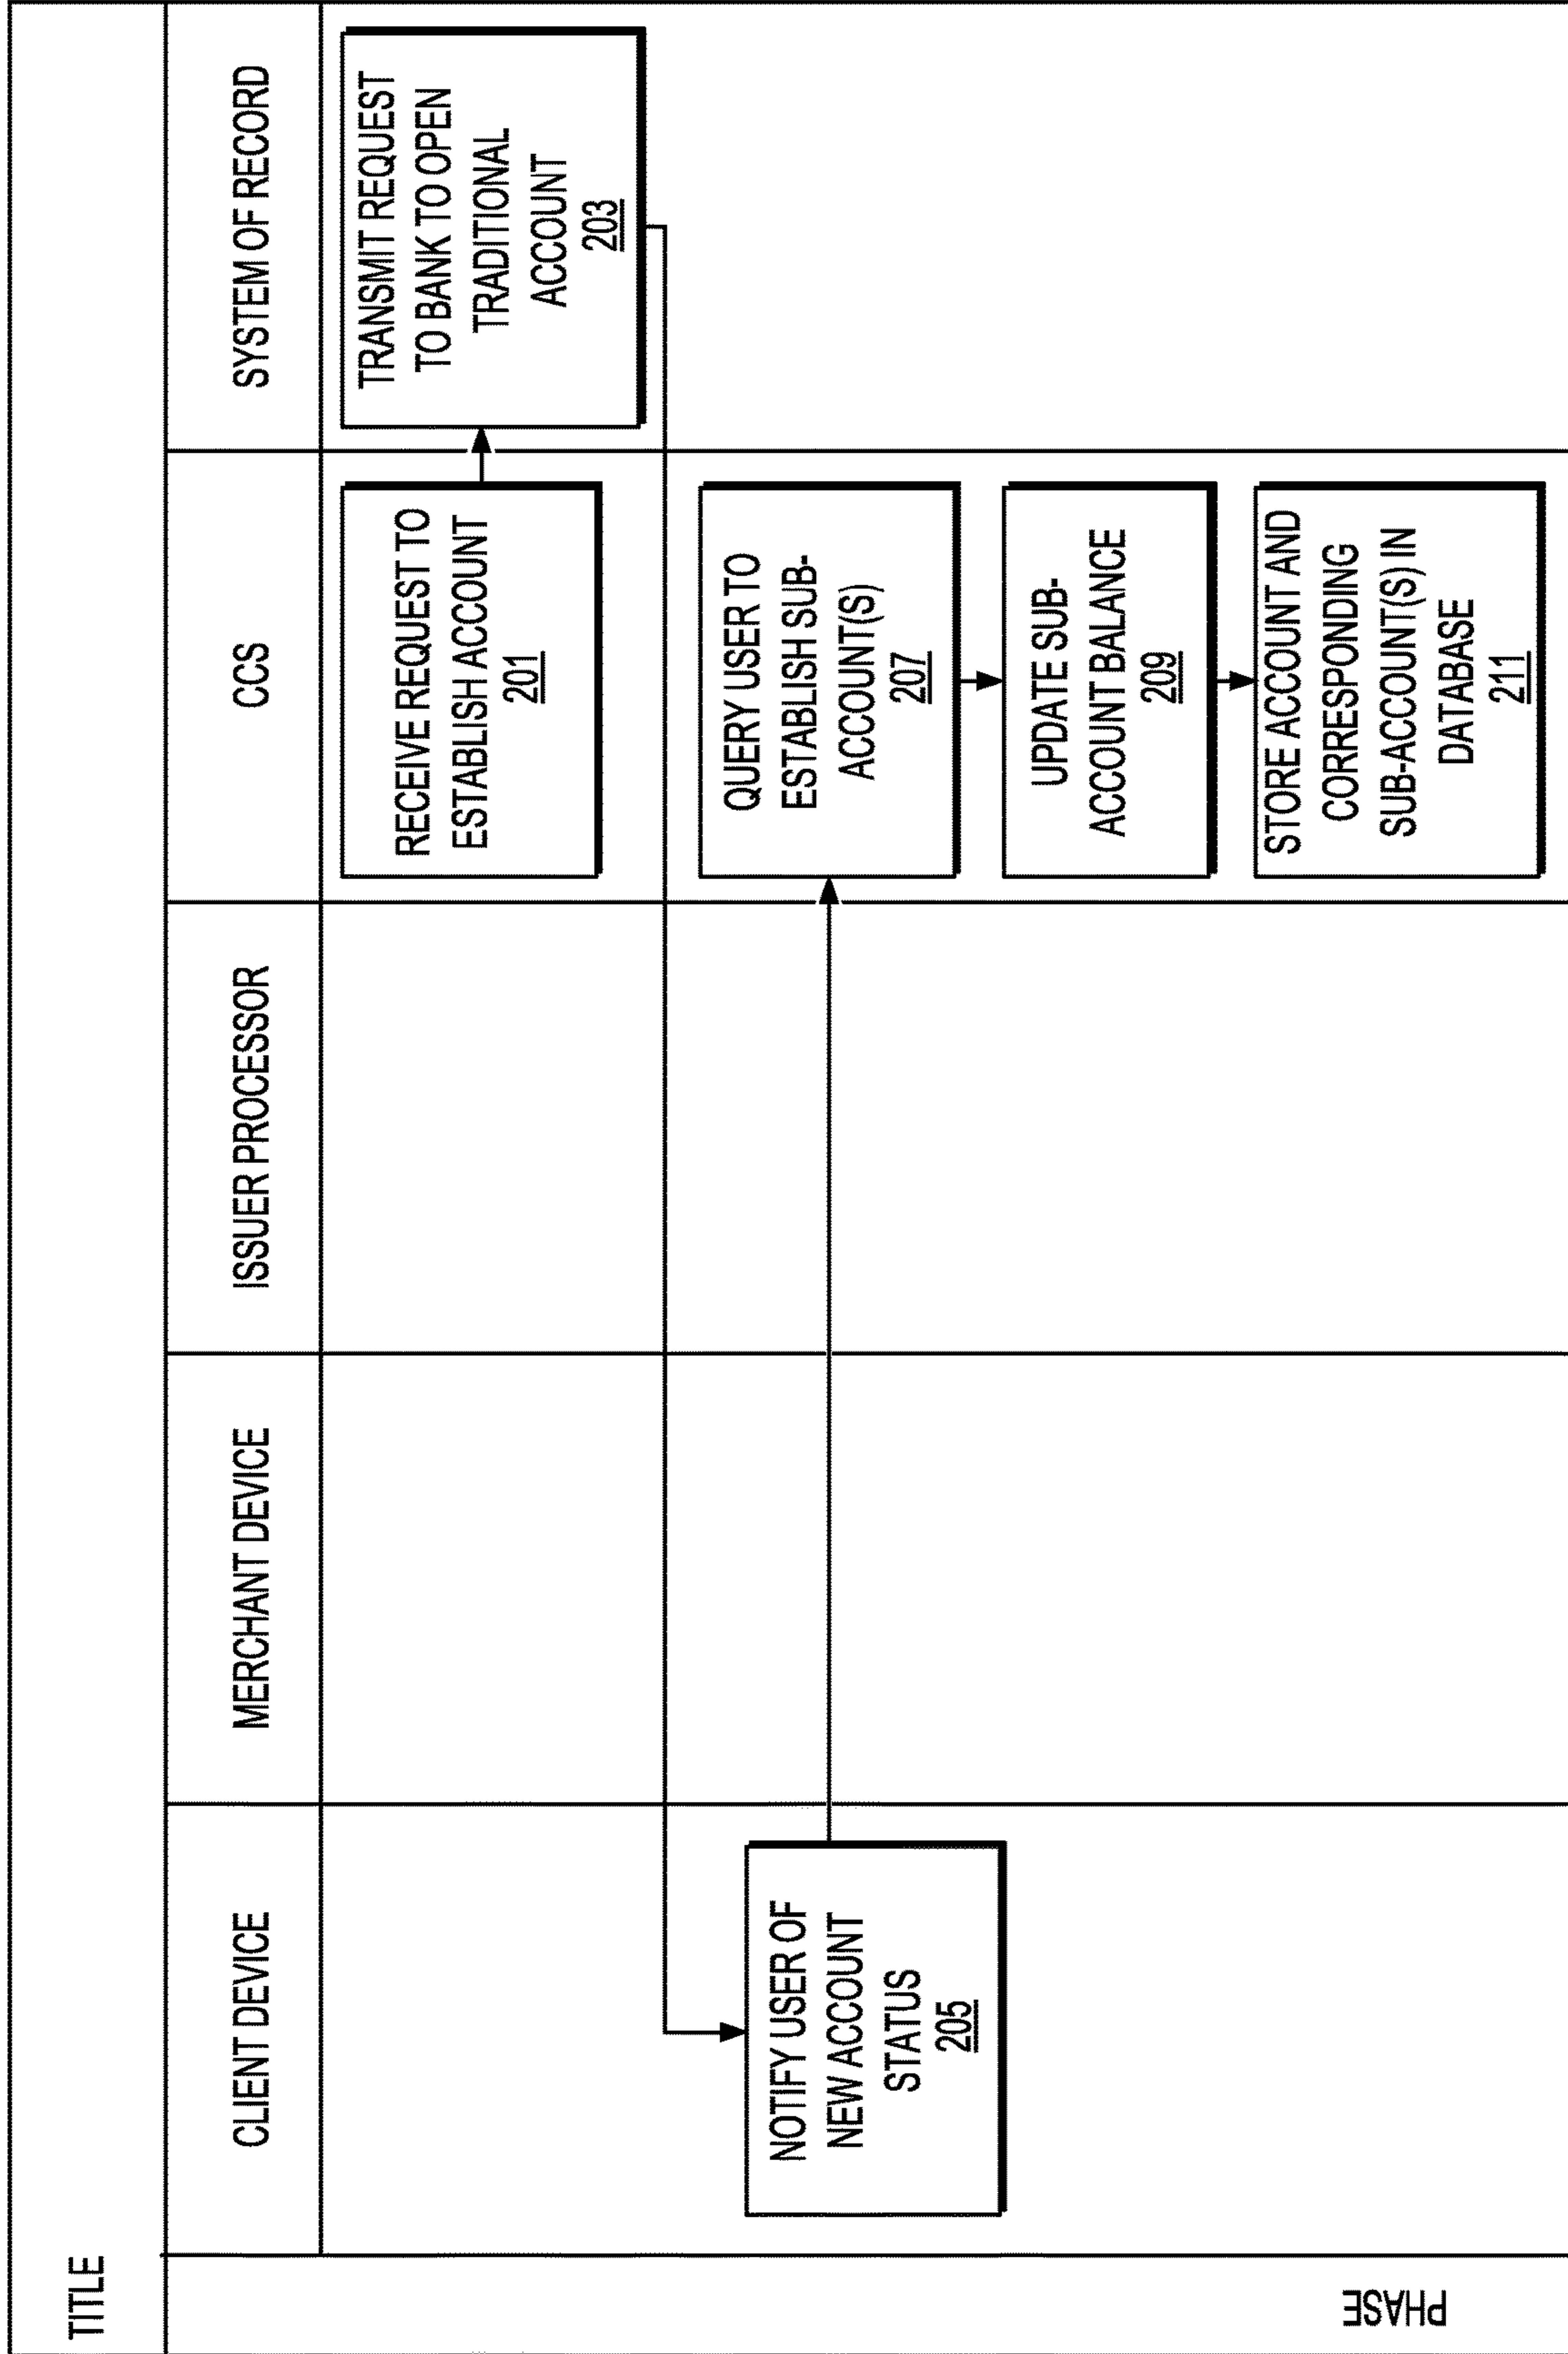 TITLE
CLIENT DEVICE
MERCHANT DEVICE
ISSUER PROCESSOR
CCS
SYSTEM OF RECORD
RECEIVE REQUEST TO
ESTABLISH ACCOUNT
201
TRANSMIT REQUEST
TO BANK TO OPEN
TRADITIONAL
ACCOUNT
203
NOTIFY USER OF
NEW ACCOUNT
STATUS
205
QUERY USER TO
ESTABLISH SUB-
ACCOUNT(S)
207
UPDATE SUB-
ACCOUNT BALANCE
209
STORE ACCOUNT AND
CORRESPONDING
SUB-ACCOUNT(S) IN
DATABASE
211
PHASE